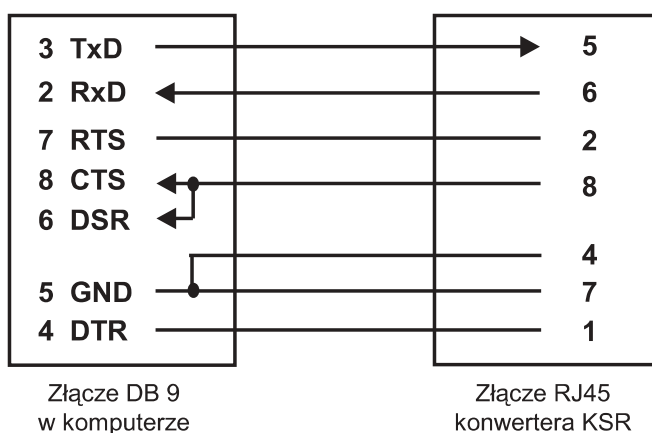 3 TxD 5
2 RxD 6
7 RTS 2
8 CTS 8
6 DSR
4
5 GND 7
4 DTR 1
Złącze DB 9
w komputerze
Złącze RJ45
konwertera KSR